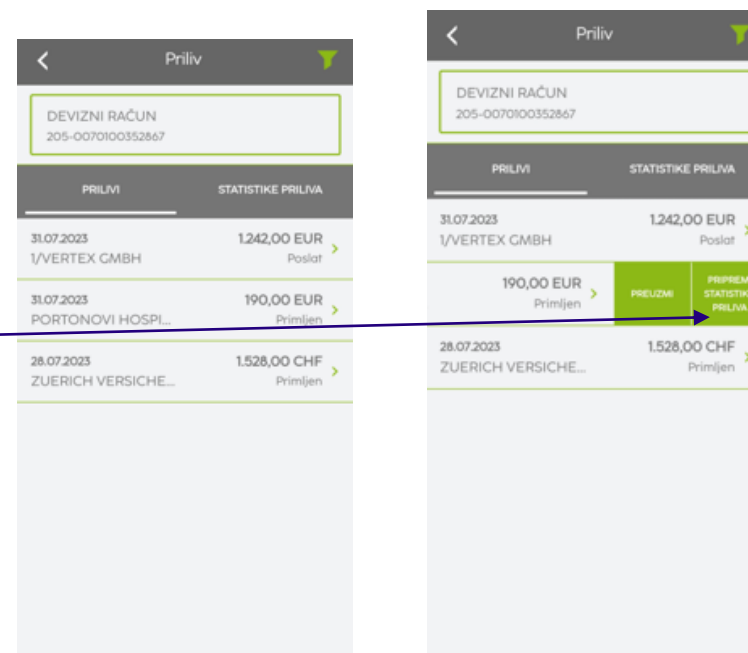 Priliv
DEVIZNI RAČUN
205-0070100352867
PRILIVI STATISTIKE PRILIVA
31.07.2023 1.242,00 EUR
1/VERTEX GMBH Poslat
31.07.2023 190,00 EUR
PORTONOVI HOSPI... Primljen
28.07.2023 1.528,00 CHF
ZUERICH VERSICHE... Primljen
Priliv
DEVIZNI RAČUN
205-0070100352867
PRILIVI STATISTIKE PRILIVA
31.07.2023 1.242,00 EUR
1/VERTEX GMBH Poslat
190,00 EUR
Primljen
PREUZMI
PRIPREM
STATISTIK
PRILIVA
28.07.2023 1.528,00 CHF
ZUERICH VERSICHE... Primljen